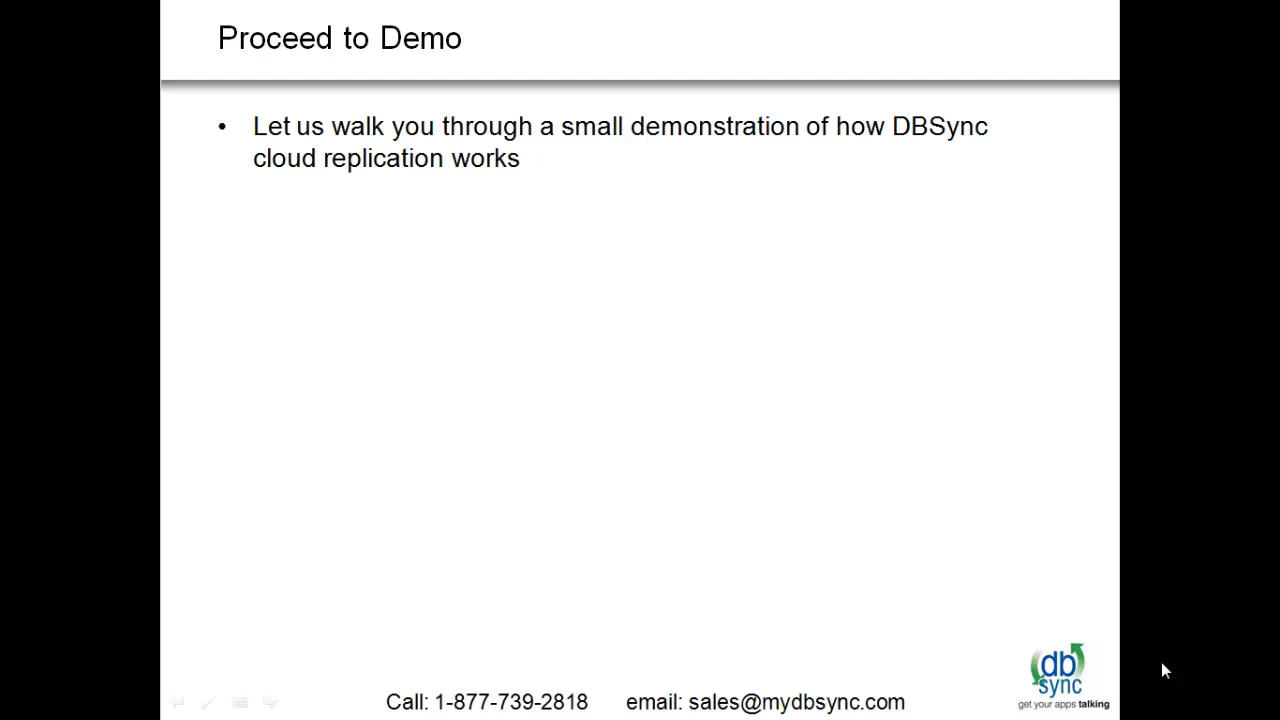 Proceed to Demo
• Let us walk you through a small demonstration of how DBSync
cloud replication works
Call: 1-877-739-2818 email: sales@mydbsync.com
db
sync
get your apps talking